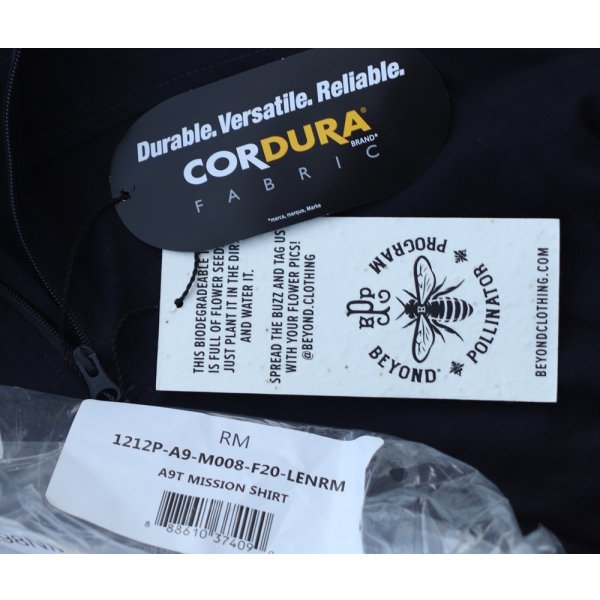 Durable. Versatile. Reliable.
CORDURA®
BRAND*
FABRIC
*marca, marque, Marke
THIS BIODEGRADEABLE
IS FULL OF FLOWER SEED
JUST PLANT IT IN THE DIR
AND WATER IT.
SPREAD THE BUZZ AND TAG US
WITH YOUR FLOWER PICS!
@BEYOND.CLOTHING
BEYOND® POLLINATOR PROGRAM
BPP
B
BEYONDCLOTHING.COM
RM
1212P-A9-M008-F20-LENRM
A9T MISSION SHIRT
8 88610 37409